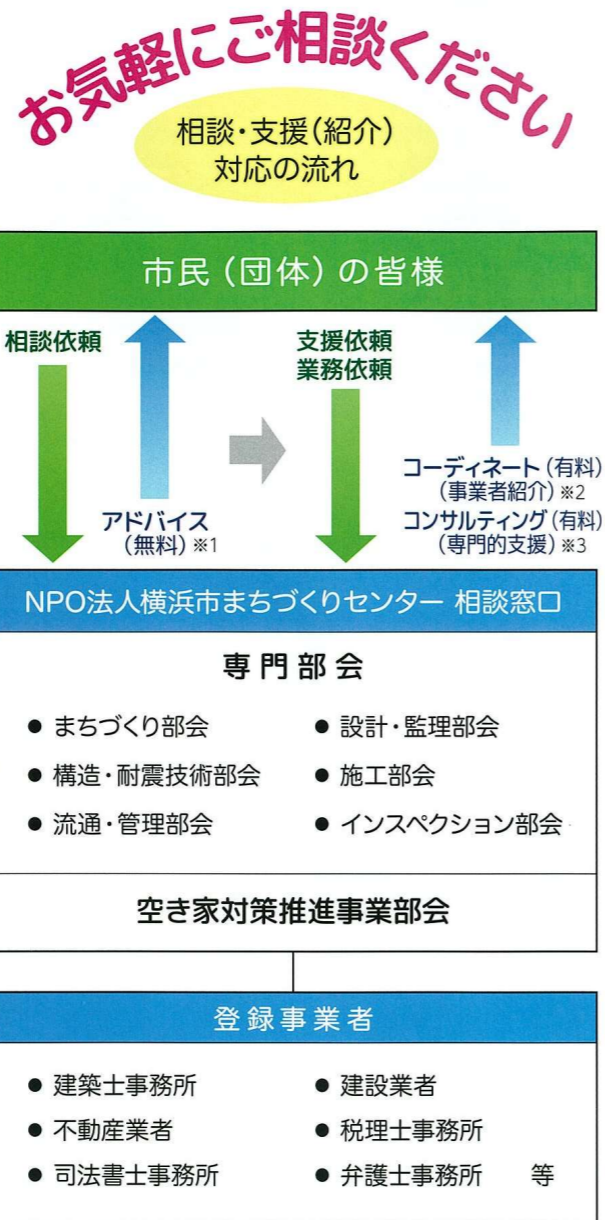 お気軽にご相談ください
相談・支援(紹介)
対応の流れ
市民(団体)の皆様
相談依頼
アドバイス
(無料)※1
支援依頼
業務依頼
コーディネート(有料)
(事業者紹介)※2
コンサルティング(有料)
(専門的支援)※3
NPO法人横浜市まちづくりセンター 相談窓口
専門部会
● まちづくり部会
● 設計・監理部会
● 構造・耐震技術部会
● 施工部会
● 流通・管理部会
● インスペクション部会
空き家対策推進事業部会
登録事業者
● 建築士事務所
● 建設業者
● 不動産業者
● 税理士事務所
● 司法書士事務所
● 弁護士事務所 等